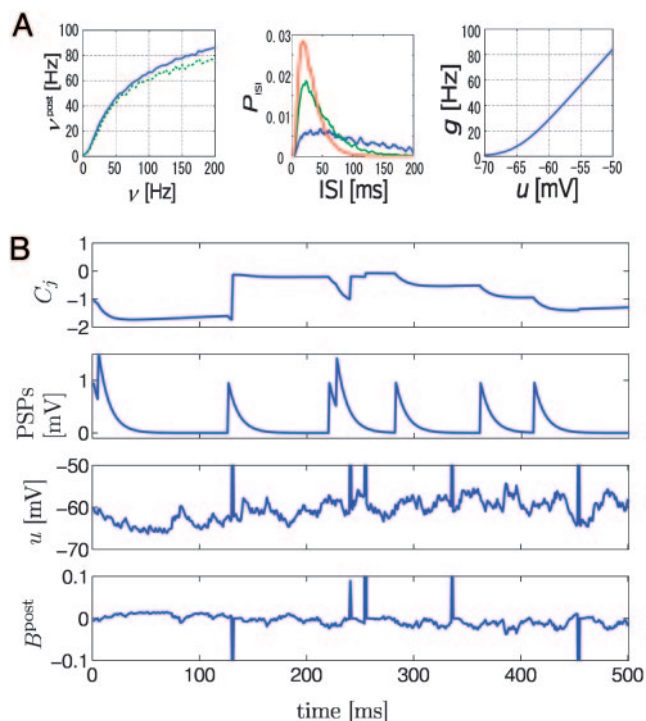 A
ν^post [Hz]
100
80
60
40
20
0
0 50 100 150 200
ν [Hz]
P_ISI
0.03
0.02
0.01
0
0 50 100 150 200
ISI [ms]
g [Hz]
100
80
60
40
20
0
-70 -65 -60 -55 -50
u [mV]
B
C_j
1
0
−1
−2
PSPs
[mV]
1
0
u [mV]
−50
−60
−70
B^post
0.1
0
−0.1
0 100 200 300 400 500
time [ms]